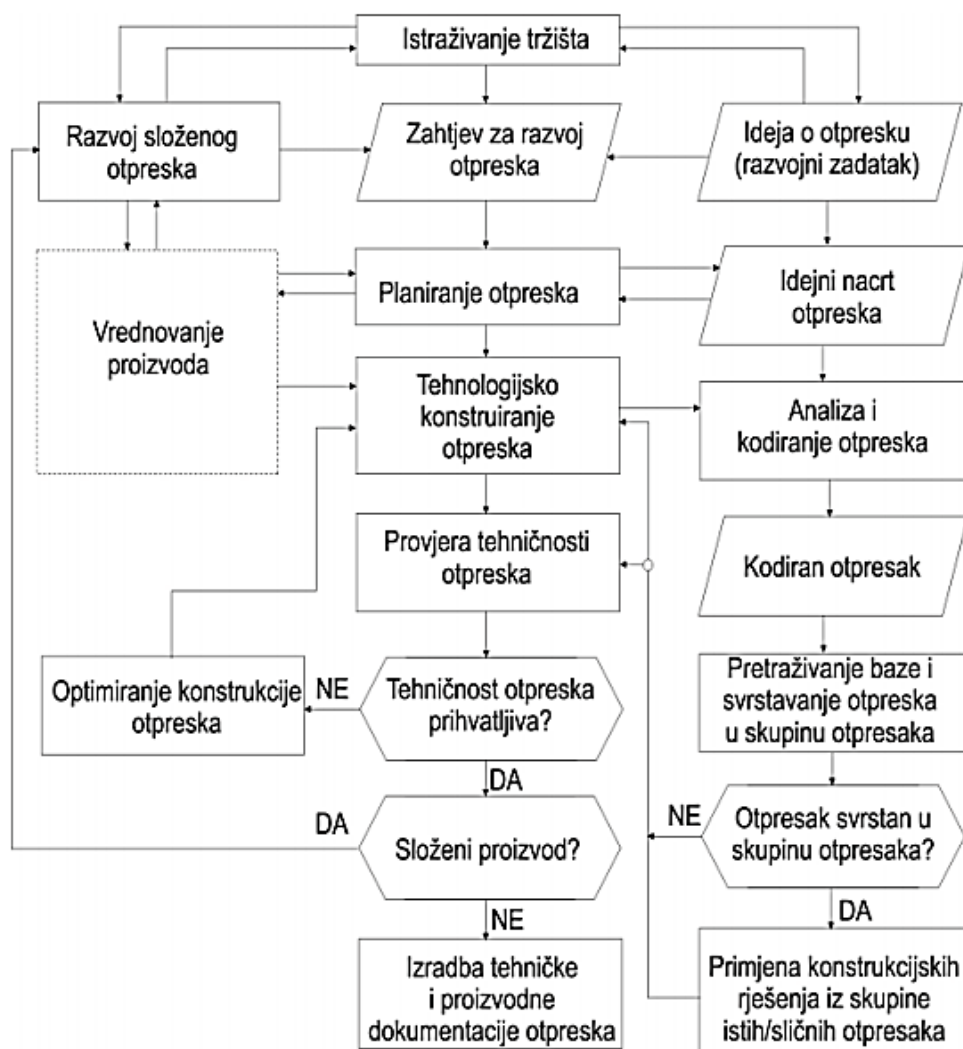 Istraživanje tržišta
Razvoj složenog
otpreska
Zahtjev za razvoj
otpreska
Ideja o otpresku
(razvojni zadatak)
Vrednovanje
proizvoda
Planiranje otpreska
Idejni nacrt
otpreska
Tehnologijsko
konstruiranje
otpreska
Analiza i
kodiranje otpreska
Provjera tehničnosti
otpreska
Kodiran otpresak
Optimiranje konstrukcije
otpreska
NE
Tehničnost otpreska
prihvatljiva?
Pretraživanje baze i
svrstavanje otpreska
u skupinu otpresaka
DA
DA
Složeni proizvod?
NE
Otpresak svrstan u
skupinu otpresaka?
NE
DA
Izradba tehničke
i proizvodne
dokumentacije otpreska
Primjena konstrukcijskih
rješenja iz skupine
istih/sličnih otpresaka